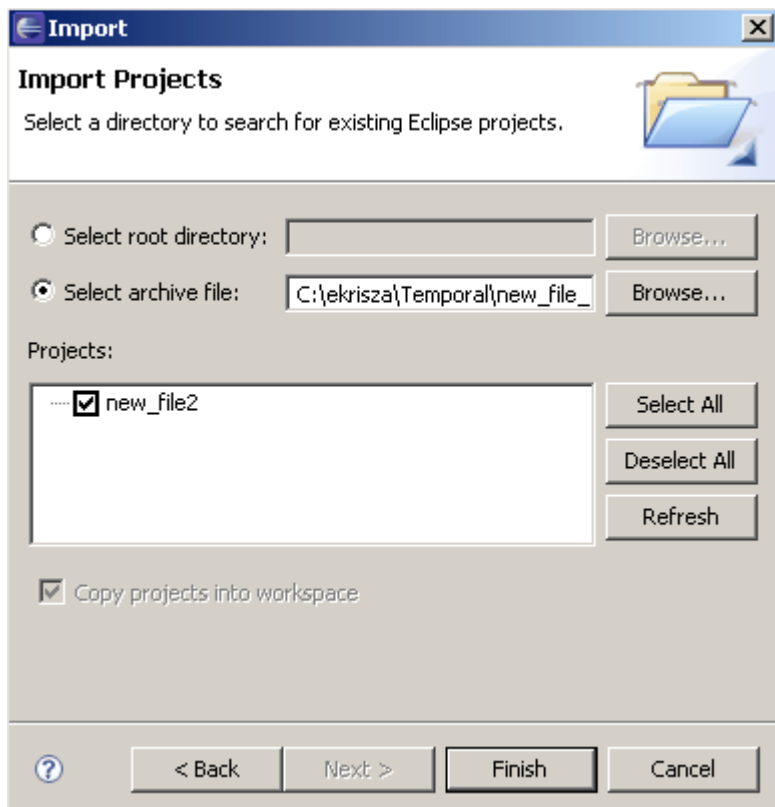 Import
Import Projects
Select a directory to search for existing Eclipse projects.
Select root directory:
Browse...
Select archive file:
C:\ekrisza\Temporal\new_file_
Browse...
Projects:
new_file2
Select All
Deselect All
Refresh
Copy projects into workspace
?
< Back
Next >
Finish
Cancel